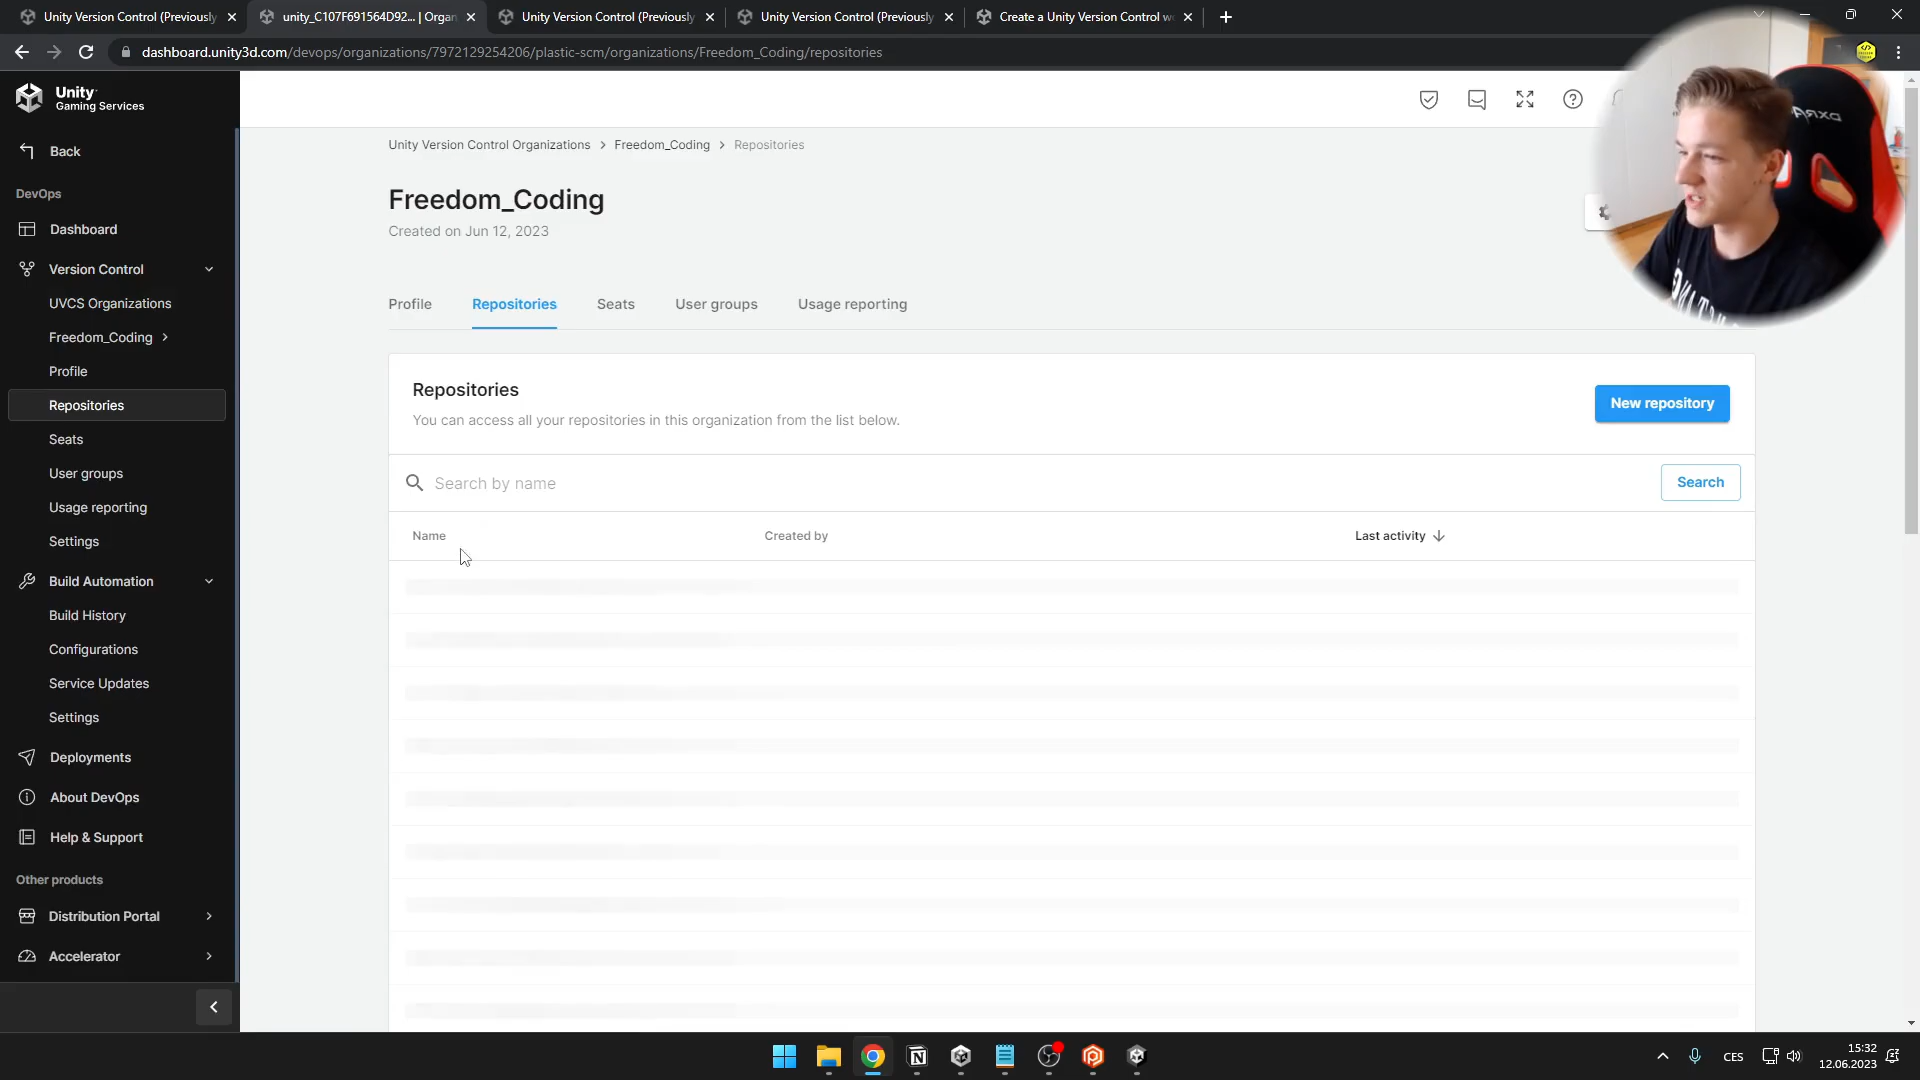 Unity Version Control (Previously
unity_C107F691564D92... | Organ
Unity Version Control (Previously
Unity Version Control (Previously
Create a Unity Version Control w
dashboard.unity3d.com/devops/organizations/7972129254206/plastic-scm/organizations/Freedom_Coding/repositories
Unity
Gaming Services
Back
DevOps
Dashboard
Version Control
UVCS Organizations
Freedom_Coding
Profile
Repositories
Seats
User groups
Usage reporting
Settings
Build Automation
Build History
Configurations
Service Updates
Settings
Deployments
About DevOps
Help & Support
Other products
Distribution Portal
Accelerator
Unity Version Control Organizations > Freedom_Coding > Repositories
Freedom_Coding
Created on Jun 12, 2023
Profile Repositories Seats User groups Usage reporting
Repositories
You can access all your repositories in this organization from the list below.
New repository
Search by name
Search
Name Created by Last activity
CES
15:32
12.06.2023